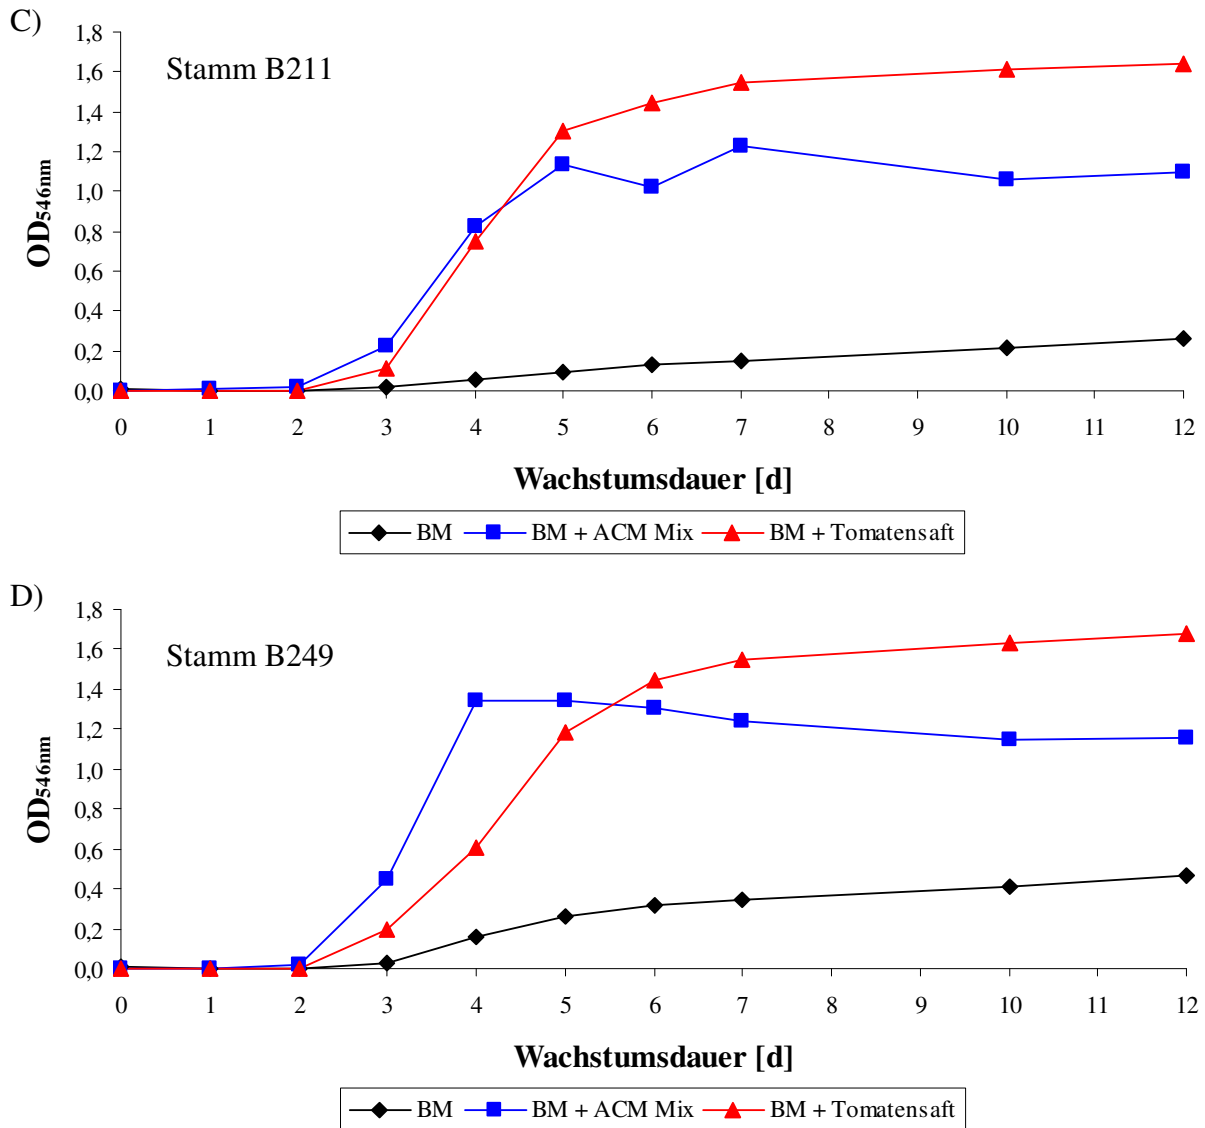 C)
Stamm B211
1,8
1,6
1,4
1,2
1,0
0,8
0,6
0,4
0,2
0,0
OD546nm
0 1 2 3 4 5 6 7 8 9 10 11 12
Wachstumsdauer [d]
BM BM + ACM Mix BM + Tomatensaft
D)
Stamm B249
1,8
1,6
1,4
1,2
1,0
0,8
0,6
0,4
0,2
0,0
OD546nm
0 1 2 3 4 5 6 7 8 9 10 11 12
Wachstumsdauer [d]
BM BM + ACM Mix BM + Tomatensaft